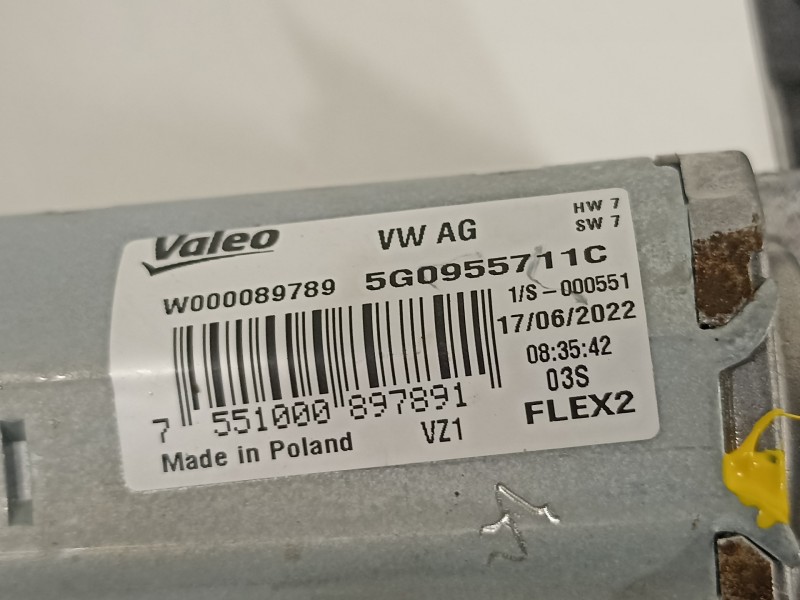 Valeo
VW AG
HW 7
SW 7
W000089789
5G0955711C
1/S-000551
17/06/2022
08:35:42
03S
7 551000 897891
VZ1
FLEX2
Made in Poland